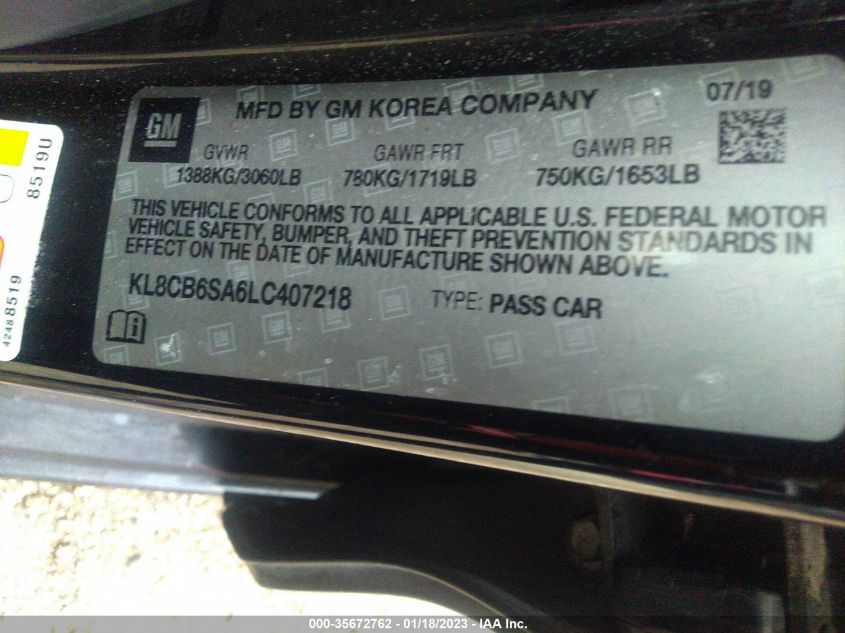 GM
MFD BY GM KOREA COMPANY
07/19
GVWR
GAWR FRT
GAWR RR
1388KG/3060LB
780KG/1719LB
750KG/1653LB
THIS VEHICLE CONFORMS TO ALL APPLICABLE U.S. FEDERAL MOTOR
VEHICLE SAFETY, BUMPER, AND THEFT PREVENTION STANDARDS IN
EFFECT ON THE DATE OF MANUFACTURE SHOWN ABOVE.
KL8CB6SA6LC407218
TYPE: PASS CAR
8519U
42488519
000-35672762 - 01/18/2023 - IAA Inc.